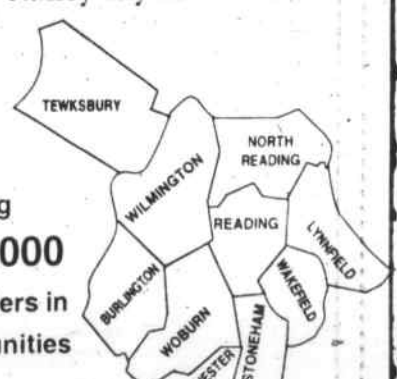 TEWKSBURY
NORTH
READING
WILMINGTON
READING
LYNNFIELD
WAKEFIELD
BURLINGTON
WOBURN
STONEHAM
000
ers in
unities